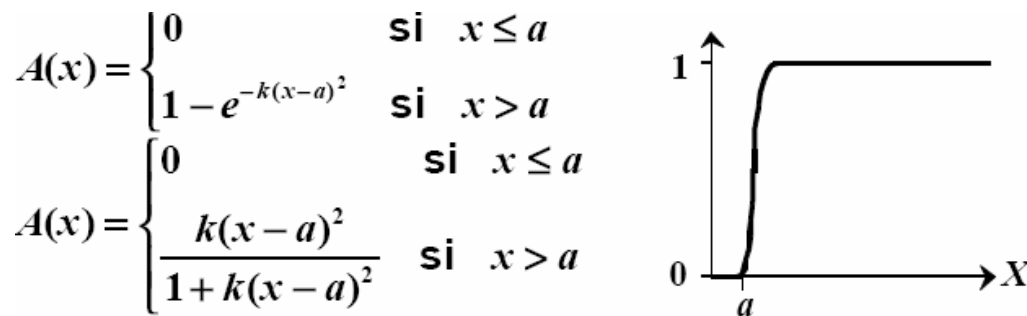 A(x) = { 0 si x ≤ a
1 − e^{−k(x−a)^2} si x > a
A(x) = { 0 si x ≤ a
k(x − a)^2 / 1 + k(x − a)^2 si x > a
1
0
a
X